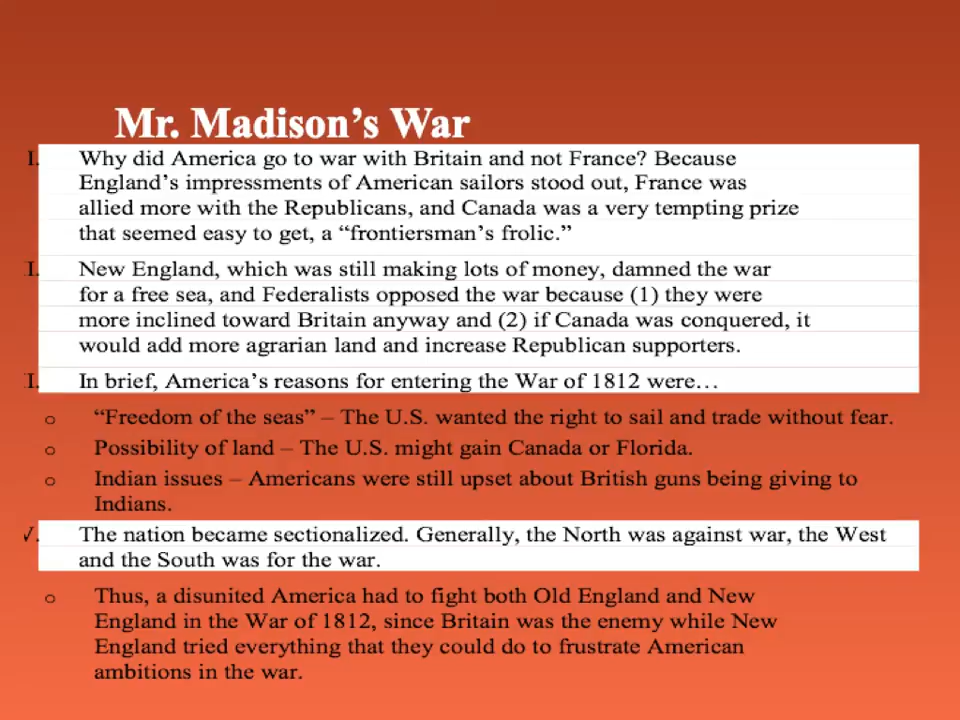 Mr. Madison’s War
I. Why did America go to war with Britain and not France? Because
England’s impressments of American sailors stood out, France was
allied more with the Republicans, and Canada was a very tempting prize
that seemed easy to get, a “frontiersman’s frolic.”
I. New England, which was still making lots of money, damned the war
for a free sea, and Federalists opposed the war because (1) they were
more inclined toward Britain anyway and (2) if Canada was conquered, it
would add more agrarian land and increase Republican supporters.
I. In brief, America’s reasons for entering the War of 1812 were…
o “Freedom of the seas” – The U.S. wanted the right to sail and trade without fear.
o Possibility of land – The U.S. might gain Canada or Florida.
o Indian issues – Americans were still upset about British guns being giving to
Indians.
V. The nation became sectionalized. Generally, the North was against war, the West
and the South was for the war.
o Thus, a disunited America had to fight both Old England and New
England in the War of 1812, since Britain was the enemy while New
England tried everything that they could do to frustrate American
ambitions in the war.